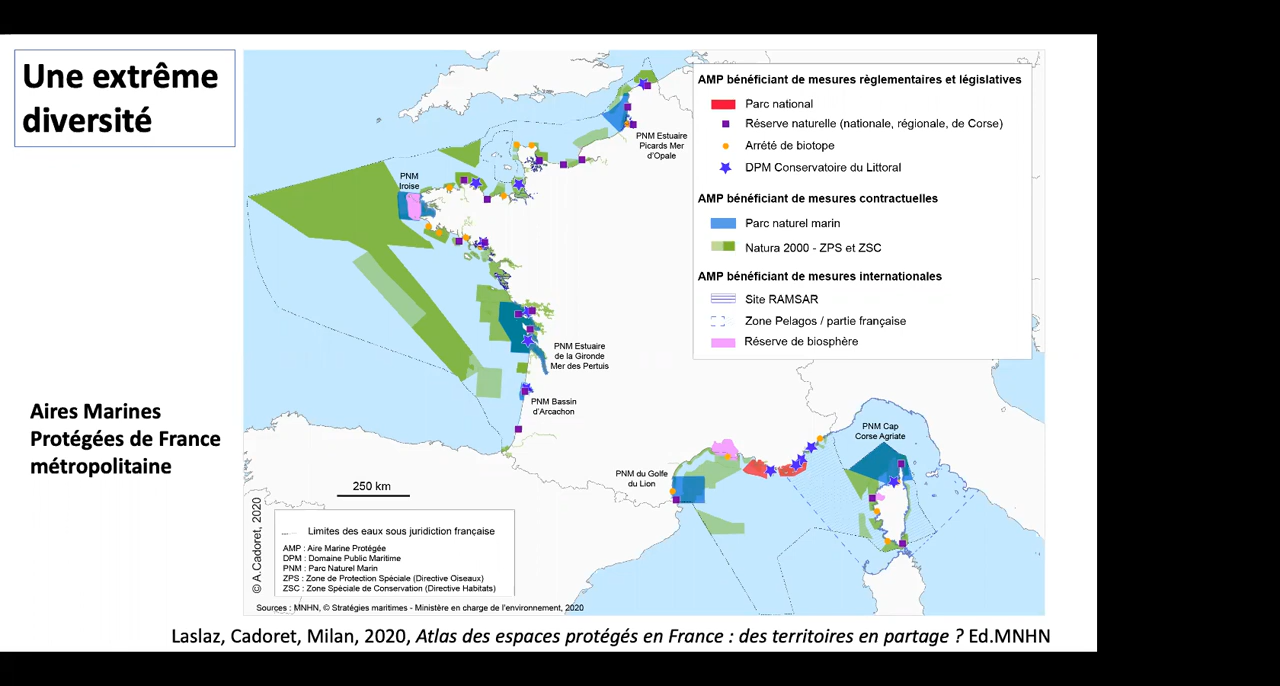 Une extrême
diversité
Aires Marines
Protégées de France
métropolitaine
PNM Estuaire
Picards Mer
d'Opale
PNM
Iroise
PNM Estuaire
de la Gironde
Mer des Pertuis
PNM Bassin
d'Arcachon
PNM du Golfe
du Lion
PNM Cap
Corse Agriate
AMP bénéficiant de mesures règlementaires et législatives
Parc national
Réserve naturelle (nationale, régionale, de Corse)
Arrété de biotope
DPM Conservatoire du Littoral
AMP bénéficiant de mesures contractuelles
Parc naturel marin
Natura 2000 - ZPS et ZSC
AMP bénéficiant de mesures internationales
Site RAMSAR
Zone Pelagos / partie française
Réserve de biosphère
250 km
© A.Cadoret, 2020
Limites des eaux sous juridiction française
AMP : Aire Marine Protégée
DPM : Domaine Public Maritime
PNM : Parc Naturel Marin
ZPS : Zone de Protection Spéciale (Directive Oiseaux)
ZSC : Zone Spéciale de Conservation (Directive Habitats)
Sources : MNHN, © Stratégies maritimes - Ministère en charge de l'environnement, 2020
Laslaz, Cadoret, Milan, 2020, Atlas des espaces protégés en France : des territoires en partage ? Ed.MNHN